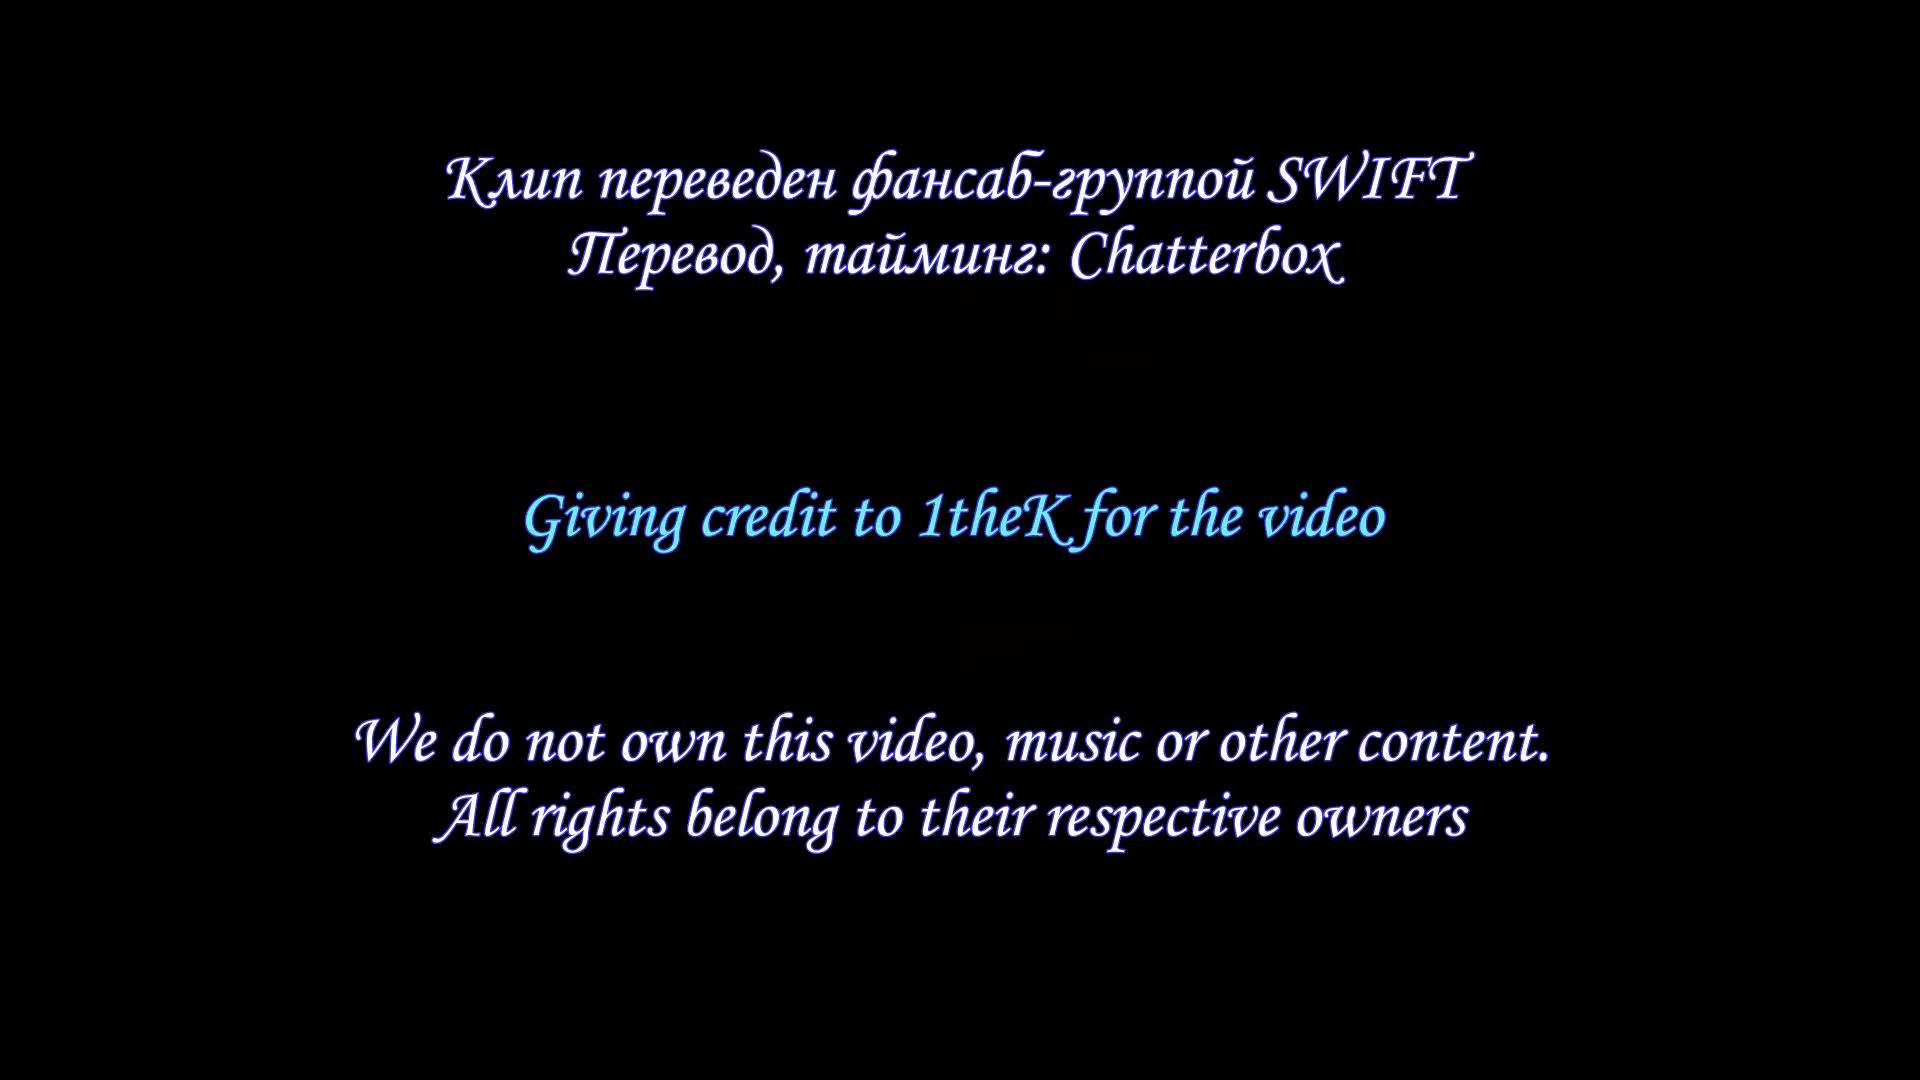 Клип переведен фансаб-группой SWIFT
Перевод, тайминг: Chatterbox
Giving credit to 1theK for the video
We do not own this video, music or other content.
All rights belong to their respective owners